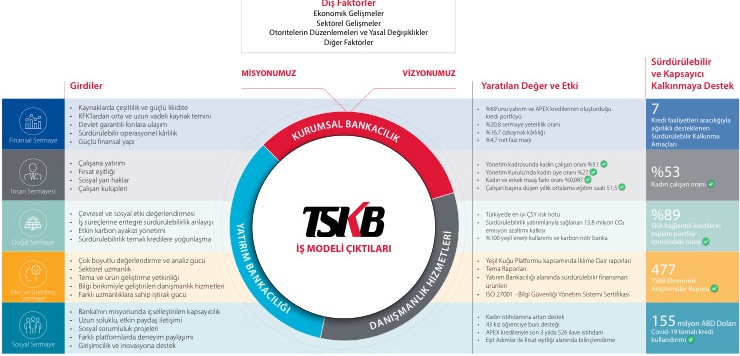 Dış Faktörler
Ekonomik Gelişmeler
Sektörel Gelişmeler
Otoritelerin Düzenlemeleri ve Yasal Değişiklikler
Diğer Faktörler
MİSYONUMUZ
VİZYONUMUZ
Girdiler
Yaratılan Değer ve Etki
Sürdürülebilir
ve Kapsayıcı
Kalkınmaya Destek
Finansal Sermaye
• Kaynaklarda çeşitlilik ve güçlü likidite
• KFK'lardan orta ve uzun vadeli kaynak temini
• Devlet garantili fonlara ulaşım
• Sürdürülebilir operasyonel kârlılık
• Güçlü finansal yapı
• %69'unu yatırım ve APEX kredilerinin oluşturduğu
kredi portföyü
• %20,8 sermaye yeterlilik oranı
• %16,7 özkaynak kârlılığı
• %4,7 net faiz marjı
7
Kredi faaliyetleri aracılığıyla
ağırlıklı desteklenen
Sürdürülebilir Kalkınma
Amaçları
İnsan Sermayesi
• Çalışana yatırım
• Fırsat eşitliği
• Sosyal yan haklar
• Çalışan kulüpleri
• Yönetim kadrosunda kadın çalışan oranı %51
• Yönetim Kurulu'nda kadın üye oranı %27
• Kadın ve erkek maaş farkı oranı %0,087
• Çalışan başına düşen yıllık ortalama eğitim saati 51,5
%53
Kadın çalışan oranı
Doğal Sermaye
• Çevresel ve sosyal etki değerlendirmesi
• İş süreçlerine entegre sürdürülebilirlik anlayışı
• Etkin karbon ayakizi yönetimi
• Sürdürülebilirlik temalı kredilere yoğunlaşma
• Türkiye'de en iyi ÇSY risk notu
• Sürdürülebilirlik yatırımlarıyla sağlanan 15,8 milyon CO₂
emisyon azaltımı katkısı
• %100 yeşil enerji kullanımı ve karbon nötr banka
%89
SKA bağlantılı kredilerin
toplam portföy
içerisindeki oranı
Fikri ve Üretilmiş
Sermaye
• Çok boyutlu değerlendirme ve analiz gücü
• Sektörel uzmanlık
• Tema ve ürün geliştirme yetkinliği
• Bilgi birikimiyle geliştirilen danışmanlık hizmetleri
• Farklı uzmanlıklara sahip iştirak gücü
• Yeşil Kuğu Platformu kapsamında İklime Dair raporları
• Tema Raporları
• Yatırım Bankacılığı alanında sürdürülebilir finansman
ürünleri
• ISO 27001 - Bilgi Güvenliği Yönetim Sistemi Sertifikası
477
TSKB Ekonomik
Araştırmalar Raporu
Sosyal Sermaye
• Banka'nın misyonunda içselleştirilen kapsayıcılık
• Uzun soluklu, etkin paydaş iletişimi
• Sosyal sorumluluk projeleri
• Farklı platformlarda deneyim paylaşımı
• Girişimcilik ve inovasyona destek
• Kadın istihdamına artan destek
• 43 kız öğrenciye burs desteği
• APEX kredileriyle son 3 yılda 526 ilave istihdam
• Eşit Adımlar ile fırsat eşitliği alanında bilinçlendirme
155 milyon ABD Doları
Covid-19 temalı kredi
kullandırımı
KURUMSAL BANKACILIK
YATIRIM BANKACILIĞI
DANIŞMANLIK HİZMETLERİ
TSKB
İŞ MODELİ ÇIKTILARI